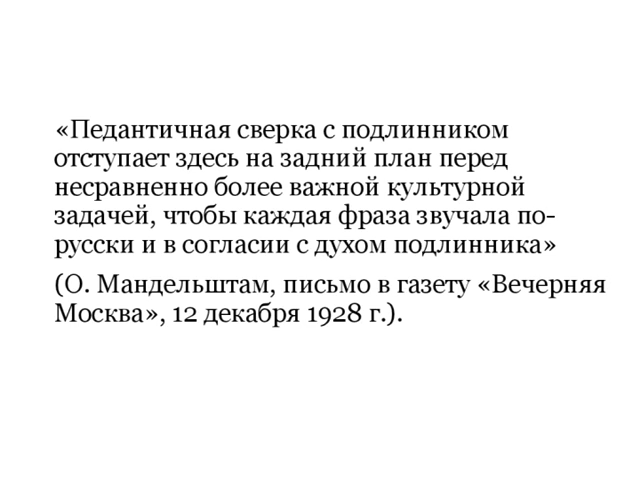 «Педантичная сверка с подлинником
отступает здесь на задний план перед
несравненно более важной культурной
задачей, чтобы каждая фраза звучала по-
русски и в согласии с духом подлинника»
(О. Мандельштам, письмо в газету «Вечерняя
Москва», 12 декабря 1928 г.).